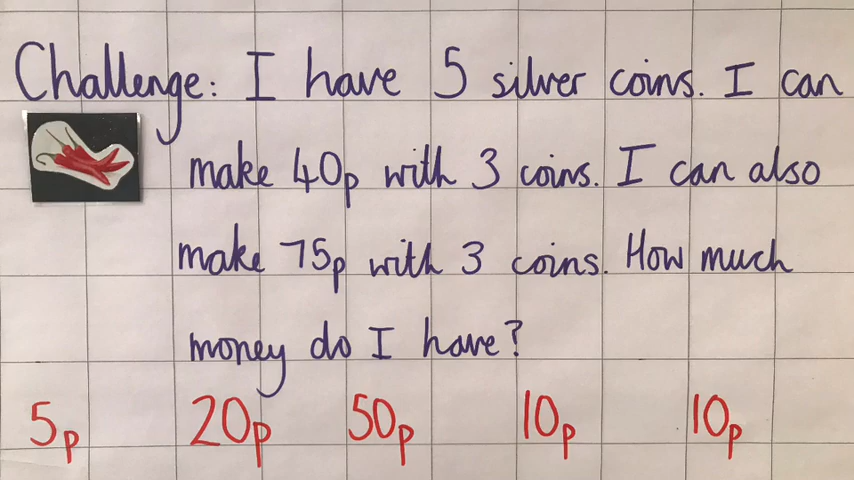 Challenge: I have 5 silver coins. I can
make 40p with 3 coins. I can also
make 75p with 3 coins. How much
money do I have?
5p 20p 50p 10p 10p